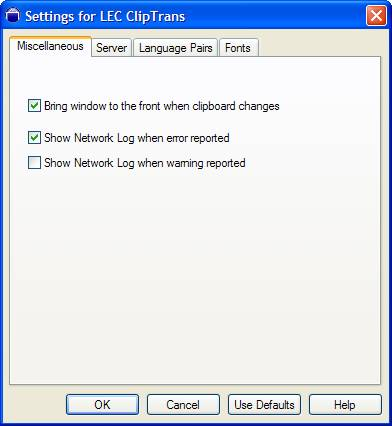 Settings for LEC ClipTrans
Miscellaneous Server Language Pairs Fonts
Bring window to the front when clipboard changes
Show Network Log when error reported
Show Network Log when warning reported
OK Cancel Use Defaults Help